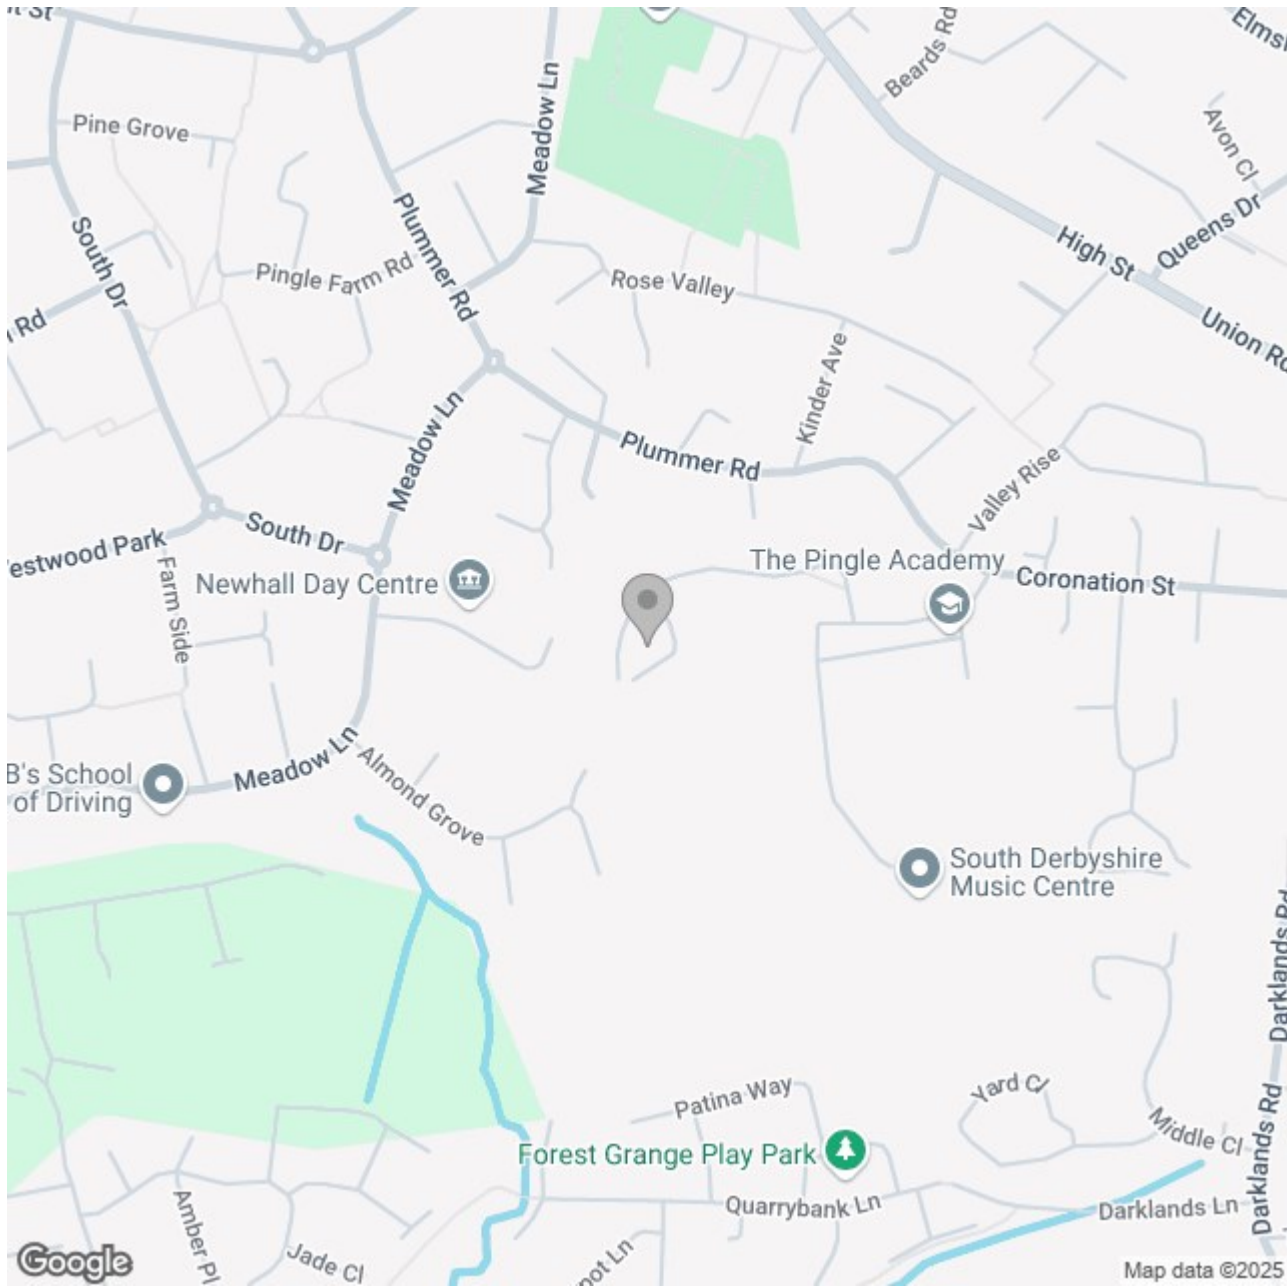 Elms
Beards Rd
Meadow Ln
Pine Grove
Avon Cl
Plummer Rd
South Dr
Queens Dr
High St
Pingle Farm Rd
Rose Valley
Rd
Union Rd
Kinder Ave
Meadow Ln
Plummer Rd
Valley Rise
South Dr
estwood Park
The Pingle Academy
Farm Side
Newhall Day Centre
Coronation St
Meadow Ln
Almond Grove
B's School
of Driving
South Derbyshire
Music Centre
Darklands Rd
Patina Way
Yard Cl
Middle Cl
Forest Grange Play Park
Darklands Rd
Amber Pl
Quarrybank Ln
Darklands Ln
Jade Cl
pot Ln
Google
Map data ©2025